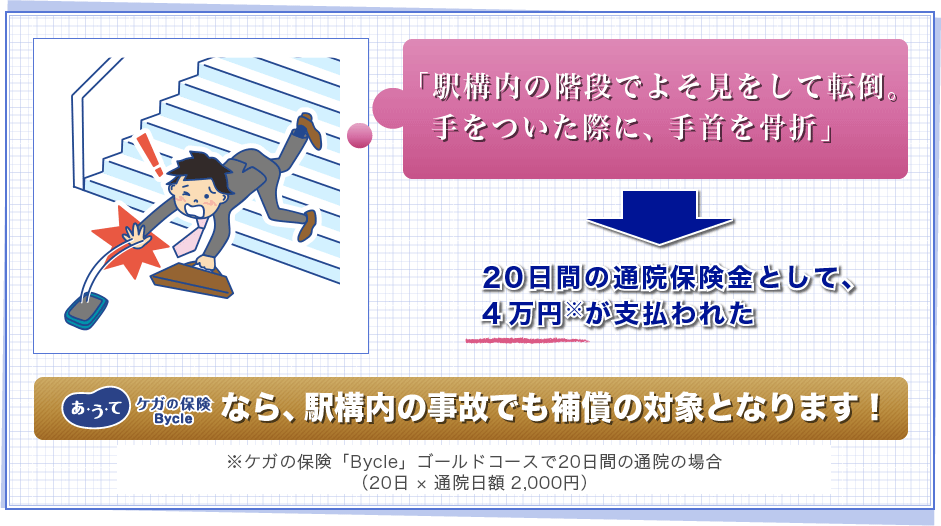 「駅構内の階段でよそ見をして転倒。
手をついた際に、手首を骨折」
20日間の通院保険金として、
4万円※が支払われた
あ・う・て ケガの保険 Bycle なら、駅構内の事故でも補償の対象となります！
※ケガの保険「Bycle」ゴールドコースで20日間の通院の場合
（20日 × 通院日額 2,000円）